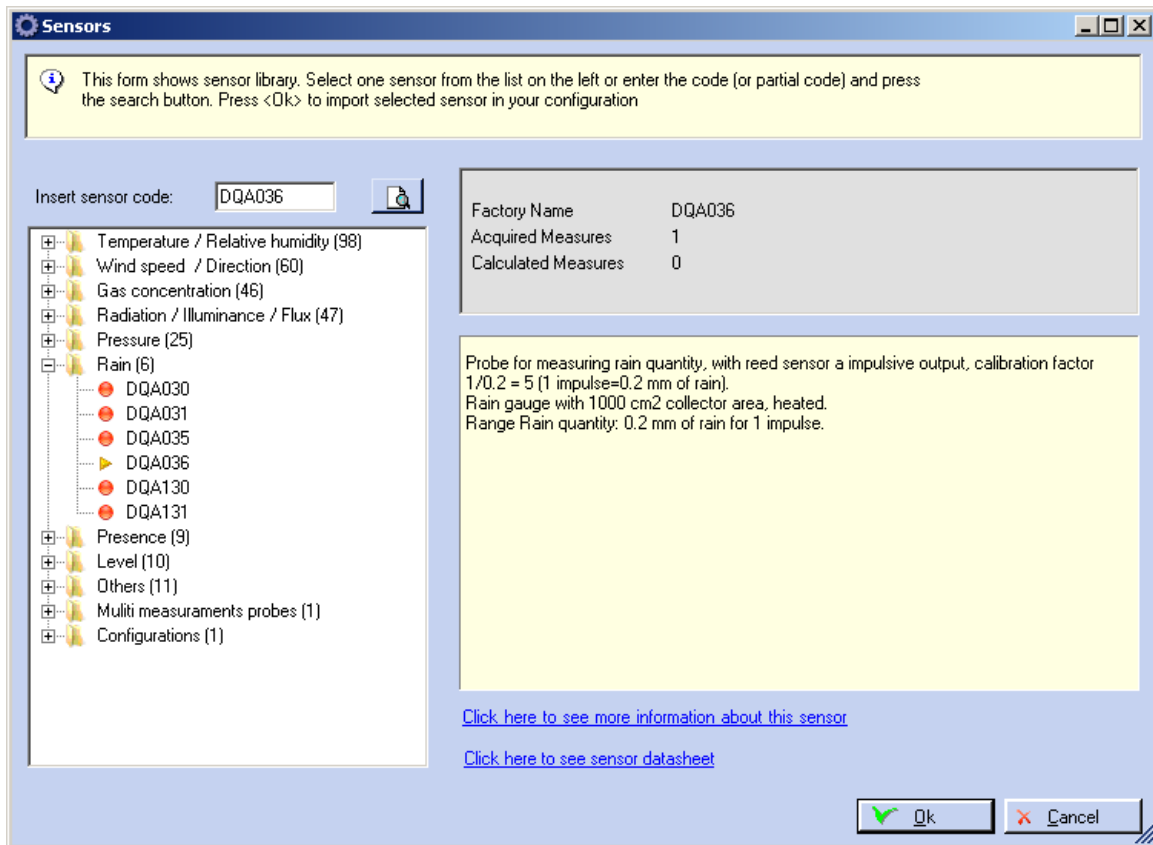 Sensors
This form shows sensor library. Select one sensor from the list on the left or enter the code (or partial code) and press
the search button. Press <Ok> to import selected sensor in your configuration
Insert sensor code: DQA036
Temperature / Relative humidity (98)
Wind speed / Direction (60)
Gas concentration (46)
Radiation / Illuminance / Flux (47)
Pressure (25)
Rain (6)
DQA030
DQA031
DQA035
DQA036
DQA130
DQA131
Presence (9)
Level (10)
Others (11)
Muliti measuraments probes (1)
Configurations (1)
Factory Name DQA036
Acquired Measures 1
Calculated Measures 0
Probe for measuring rain quantity, with reed sensor a impulsive output, calibration factor
1/0.2 = 5 (1 impulse=0.2 mm of rain).
Rain gauge with 1000 cm2 collector area, heated.
Range Rain quantity: 0.2 mm of rain for 1 impulse.
Click here to see more information about this sensor
Click here to see sensor datasheet
Ok Cancel